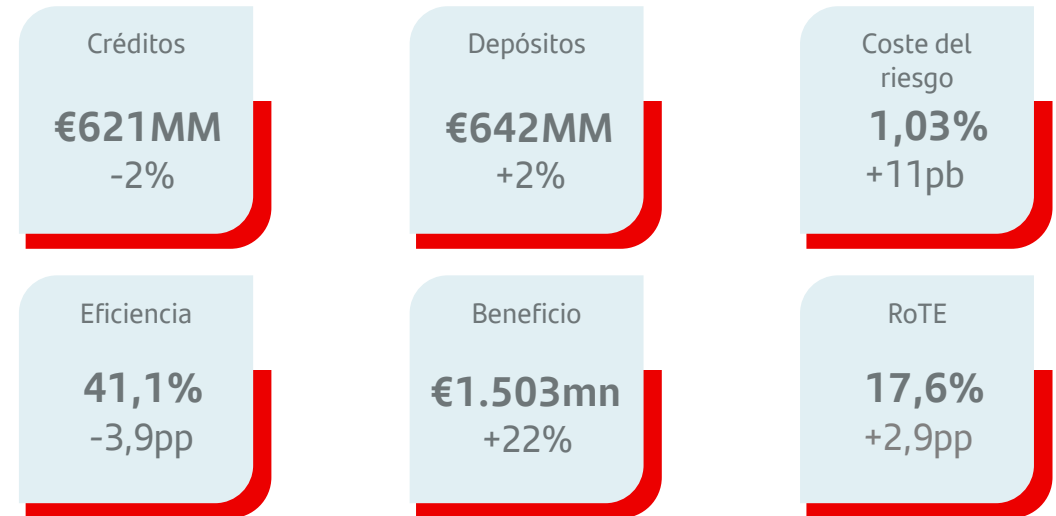 Créditos
€621MM
-2%
Depósitos
€642MM
+2%
Coste del
riesgo
1,03%
+11pb
Eficiencia
41,1%
-3,9pp
Beneficio
€1.503mn
+22%
RoTE
17,6%
+2,9pp